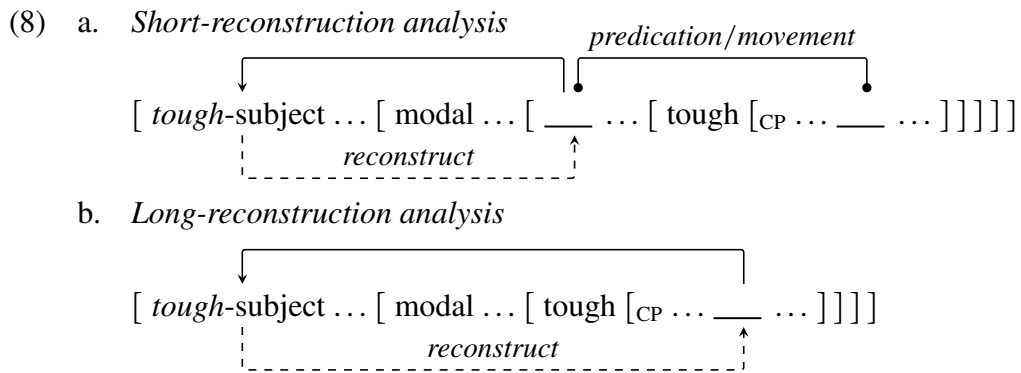 (8) a. Short-reconstruction analysis
predication/movement
[ tough-subject … [ modal … [ ___ … [ tough [CP … ___ … ] ] ] ] ]
reconstruct
b. Long-reconstruction analysis
[ tough-subject … [ modal … [ tough [CP … ___ … ] ] ] ]
reconstruct